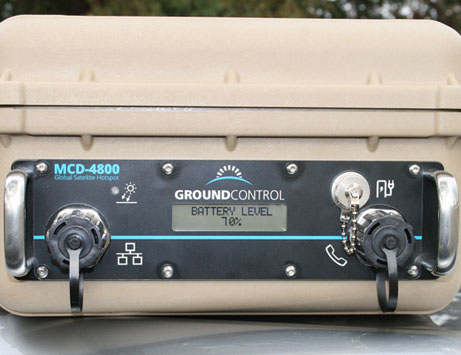 MCD-4800
Global Satellite Hotspot
GROUNDCONTROL
BATTERY LEVEL
70%